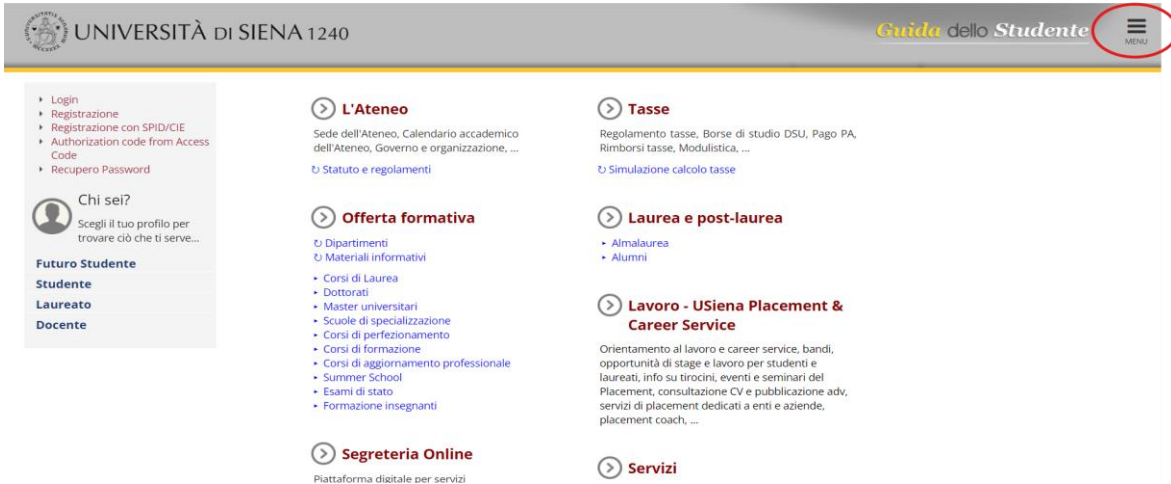 UNIVERSITÀ DI SIENA 1240
Guida dello Studente
MENU
Login
Registrazione
Registrazione con SPID/CIE
Authorization code from Access
Code
Recupero Password
Chi sei?
Scegli il tuo profilo per
trovare ciò che ti serve...
Futuro Studente
Studente
Laureato
Docente
L'Ateneo
Sede dell'Ateneo, Calendario accademico
dell'Ateneo, Governo e organizzazione, ...
Statuto e regolamenti
Offerta formativa
Dipartimenti
Materiali informativi
Corsi di Laurea
Dottorati
Master universitari
Scuole di specializzazione
Corsi di perfezionamento
Corsi di formazione
Corsi di aggiornamento professionale
Summer School
Esami di stato
Formazione insegnanti
Segreteria Online
Piattaforma digitale per servizi
Tasse
Regolamento tasse, Borse di studio DSU, Pago PA,
Rimborsi tasse, Modulistica, ...
Simulazione calcolo tasse
Laurea e post-laurea
Almalaurea
Alumni
Lavoro - USiena Placement &
Career Service
Orientamento al lavoro e career service, bandi,
opportunità di stage e lavoro per studenti e
laureati, info su tirocini, eventi e seminari del
Placement, consultazione CV e pubblicazione adv,
servizi di placement dedicati a enti e aziende,
placement coach, ...
Servizi